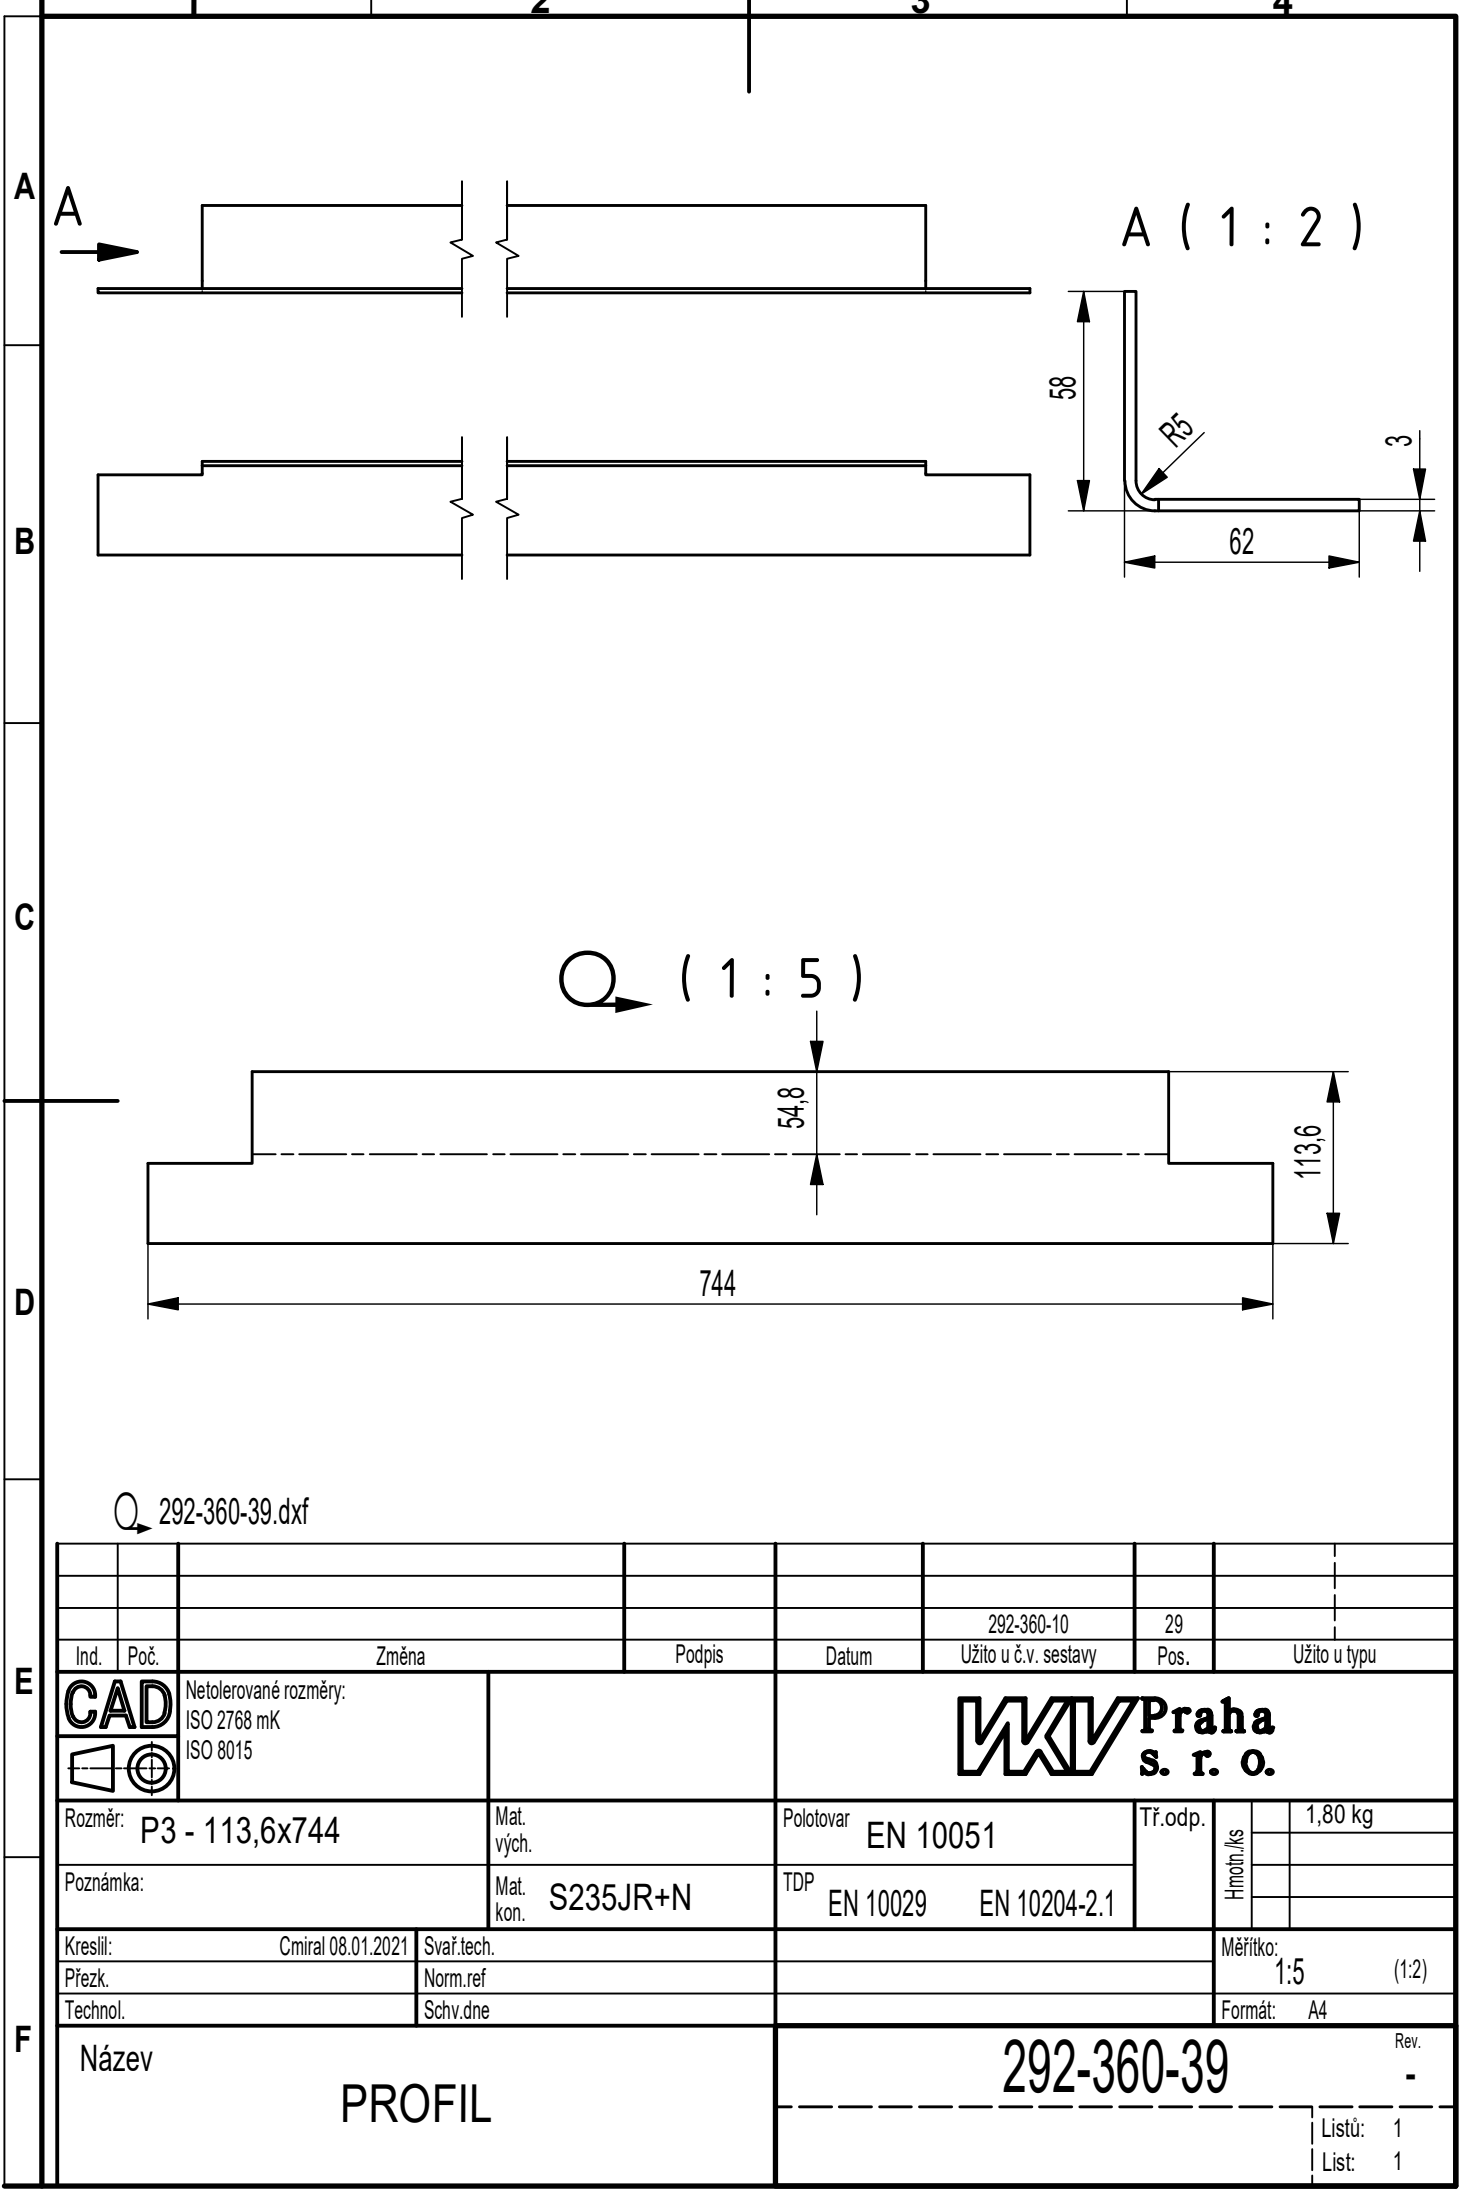 2 3 4
A
B
C
D
E
F
A
A ( 1 : 2 )
58
R5
3
62
( 1 : 5 )
54,8
113,6
744
292-360-39.dxf
292-360-10 29
Ind. Poč. Změna Podpis Datum Užito u č.v. sestavy Pos. Užito u typu
CAD
Netolerované rozměry:
ISO 2768 mK
ISO 8015
VKV Praha
s. r. o.
Rozměr: P3 - 113,6x744
Mat.
vých.
Polotovar EN 10051
Tř.odp.
Hmotn./ks
1,80 kg
Poznámka:
Mat.
kon. S235JR+N
TDP EN 10029 EN 10204-2.1
Kreslil: Cmiral 08.01.2021 Svař.tech.
Měřítko:
1:5 (1:2)
Přezk. Norm.ref
Technol. Schv.dne
Formát: A4
Název
PROFIL
292-360-39
Rev.
-
Listů: 1
List: 1